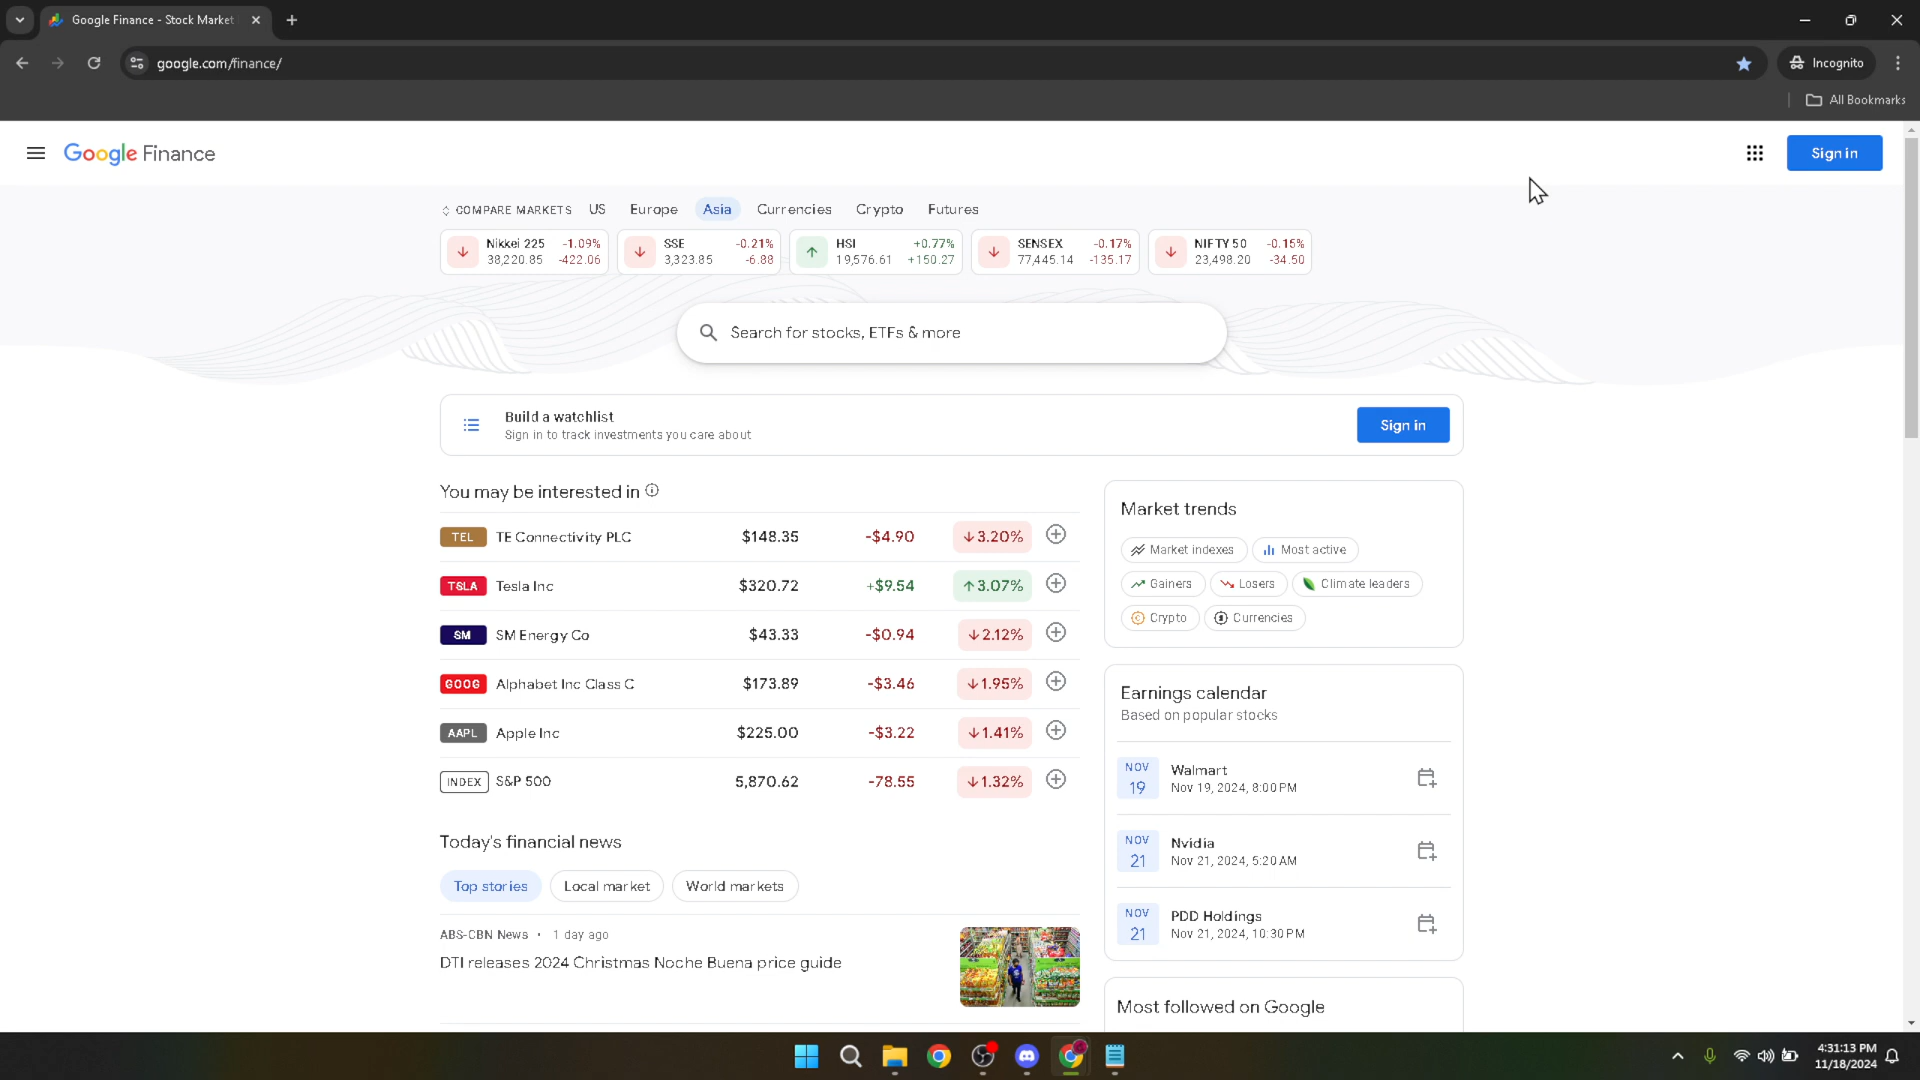 Google Finance - Stock Market
google.com/finance/
Incognito
All Bookmarks
Google Finance
Sign in
COMPARE MARKETS US Europe Asia Currencies Crypto Futures
Nikkei 225 -1.09%
38,220.85 -422.06
SSE -0.21%
3,323.85 -6.88
HSI +0.77%
19,576.61 +150.27
SENSEX -0.17%
77,445.14 -135.17
NIFTY 50 -0.15%
23,498.20 -34.50
Search for stocks, ETFs & more
Build a watchlist
Sign in to track investments you care about
Sign in
You may be interested in
TEL TE Connectivity PLC $148.35 -$4.90 ↓3.20%
TSLA Tesla Inc $320.72 +$9.54 ↑3.07%
SM SM Energy Co $43.33 -$0.94 ↓2.12%
GOOG Alphabet Inc Class C $173.89 -$3.46 ↓1.95%
AAPL Apple Inc $225.00 -$3.22 ↓1.41%
INDEX S&P 500 5,870.62 -78.55 ↓1.32%
Today's financial news
Top stories Local market World markets
ABS-CBN News • 1 day ago
DTI releases 2024 Christmas Noche Buena price guide
Market trends
Market indexes Most active
Gainers Losers Climate leaders
Crypto Currencies
Earnings calendar
Based on popular stocks
NOV
19
Walmart
Nov 19, 2024, 8:00 PM
NOV
21
Nvidia
Nov 21, 2024, 5:20 AM
NOV
21
PDD Holdings
Nov 21, 2024, 10:30 PM
Most followed on Google
4:31:13 PM
11/18/2024